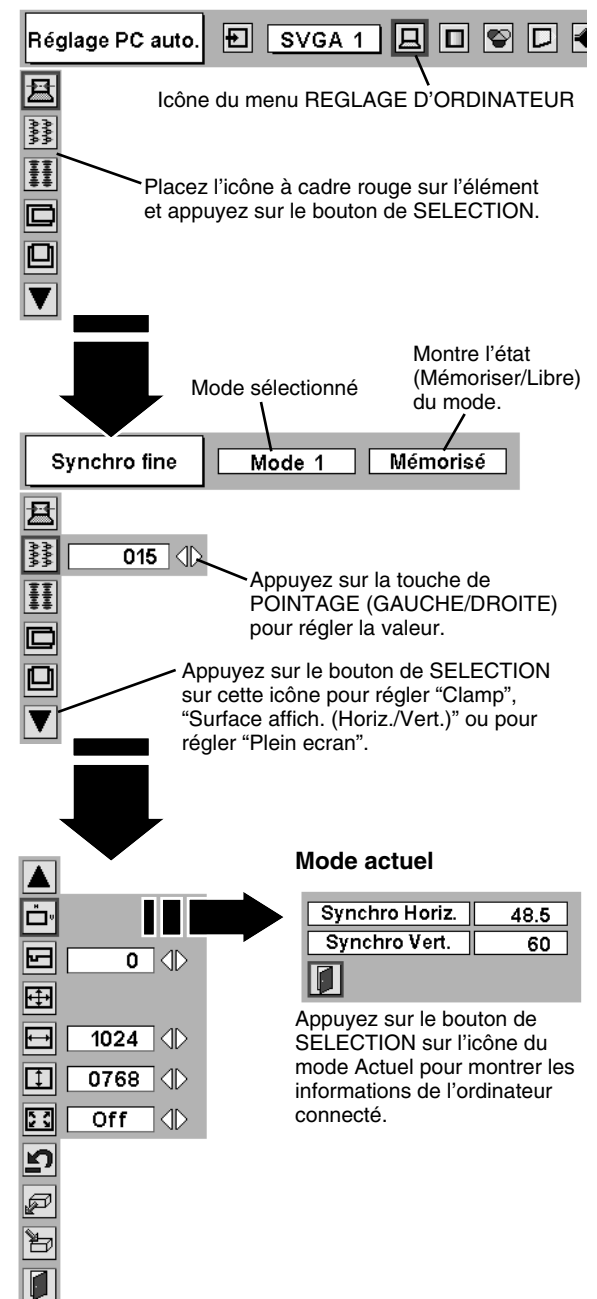 Réglage PC auto. SVGA 1
Icône du menu REGLAGE D'ORDINATEUR
Placez l'icône à cadre rouge sur l'élément
et appuyez sur le bouton de SELECTION.
Montre l'état
(Mémoriser/Libre)
du mode.
Mode sélectionné
Synchro fine Mode 1 Mémorisé
015
Appuyez sur la touche de
POINTAGE (GAUCHE/DROITE)
pour régler la valeur.
Appuyez sur le bouton de SELECTION
sur cette icône pour régler “Clamp”,
“Surface affich. (Horiz./Vert.)” ou pour
régler “Plein ecran”.
Mode actuel
Synchro Horiz. 48.5
Synchro Vert. 60
0
1024
0768
Off
Appuyez sur le bouton de
SELECTION sur l'icône du
mode Actuel pour montrer les
informations de l'ordinateur
connecté.